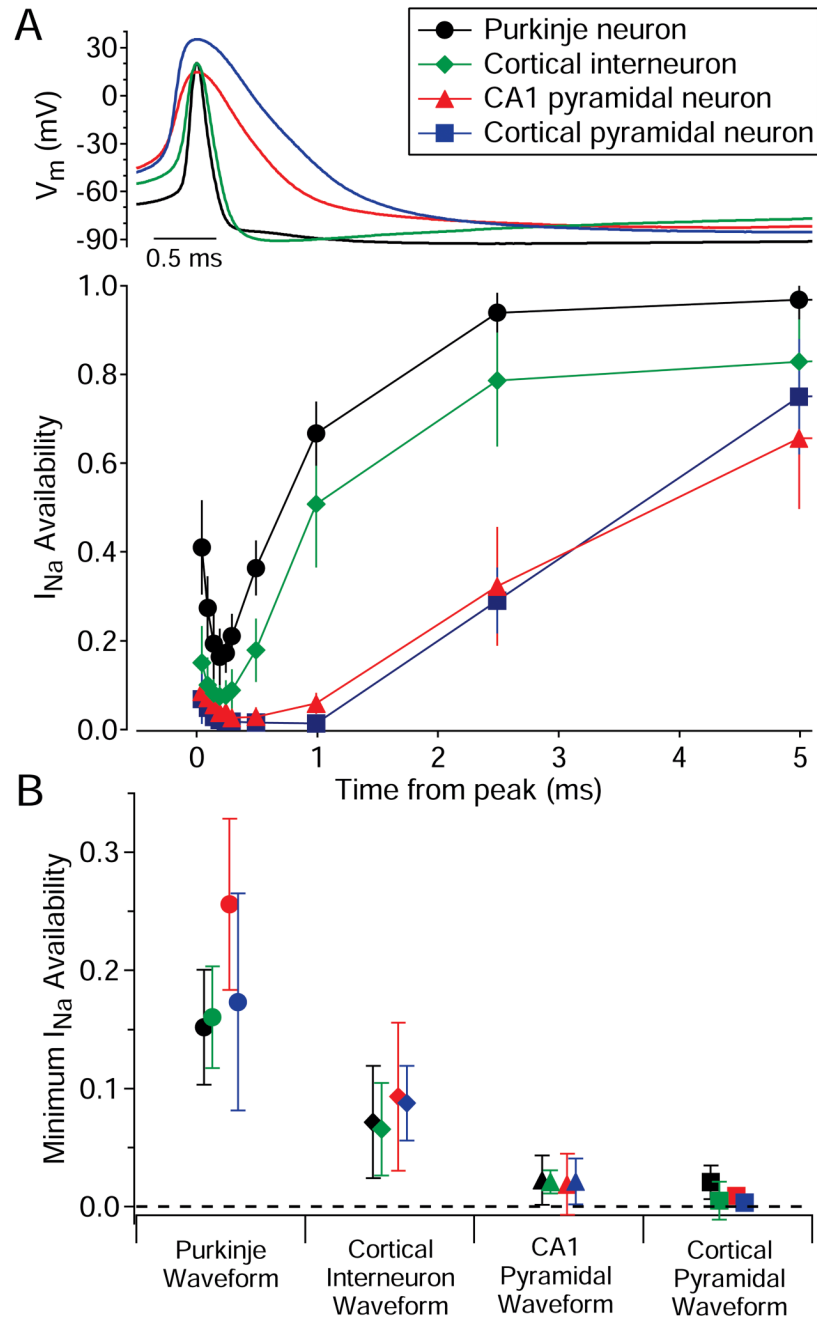 A
Purkinje neuron
Cortical interneuron
CA1 pyramidal neuron
Cortical pyramidal neuron
30
0
-30
-60
-90
Vm (mV)
0.5 ms
1.0
0.8
0.6
0.4
0.2
0.0
INa Availability
0 1 2 3 4 5
Time from peak (ms)
B
0.3
0.2
0.1
0.0
Minimum INa Availability
Purkinje
Waveform
Cortical
Interneuron
Waveform
CA1
Pyramidal
Waveform
Cortical
Pyramidal
Waveform